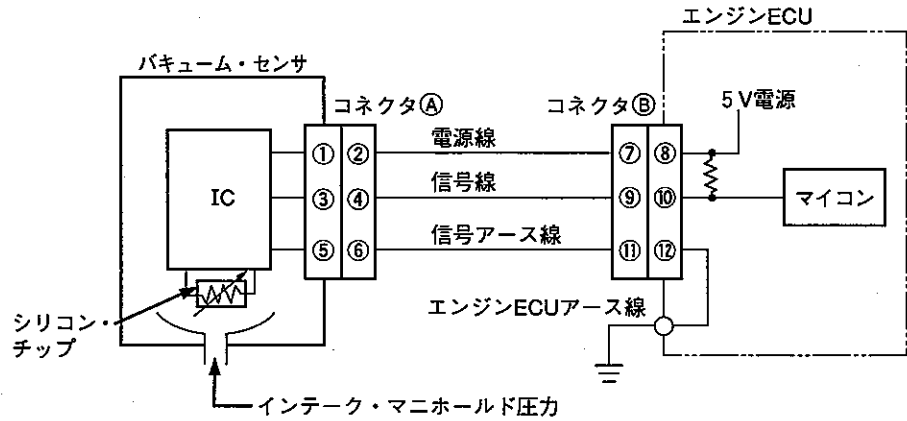 エンジンECU
バキューム・センサ
コネクタⒶ
コネクタⒷ
5V電源
電源線
① ②
⑦ ⑧
IC
信号線
③ ④
⑨ ⑩
マイコン
信号アース線
⑤ ⑥
⑪ ⑫
エンジンECUアース線
シリコン・
チップ
インテーク・マニホールド圧力